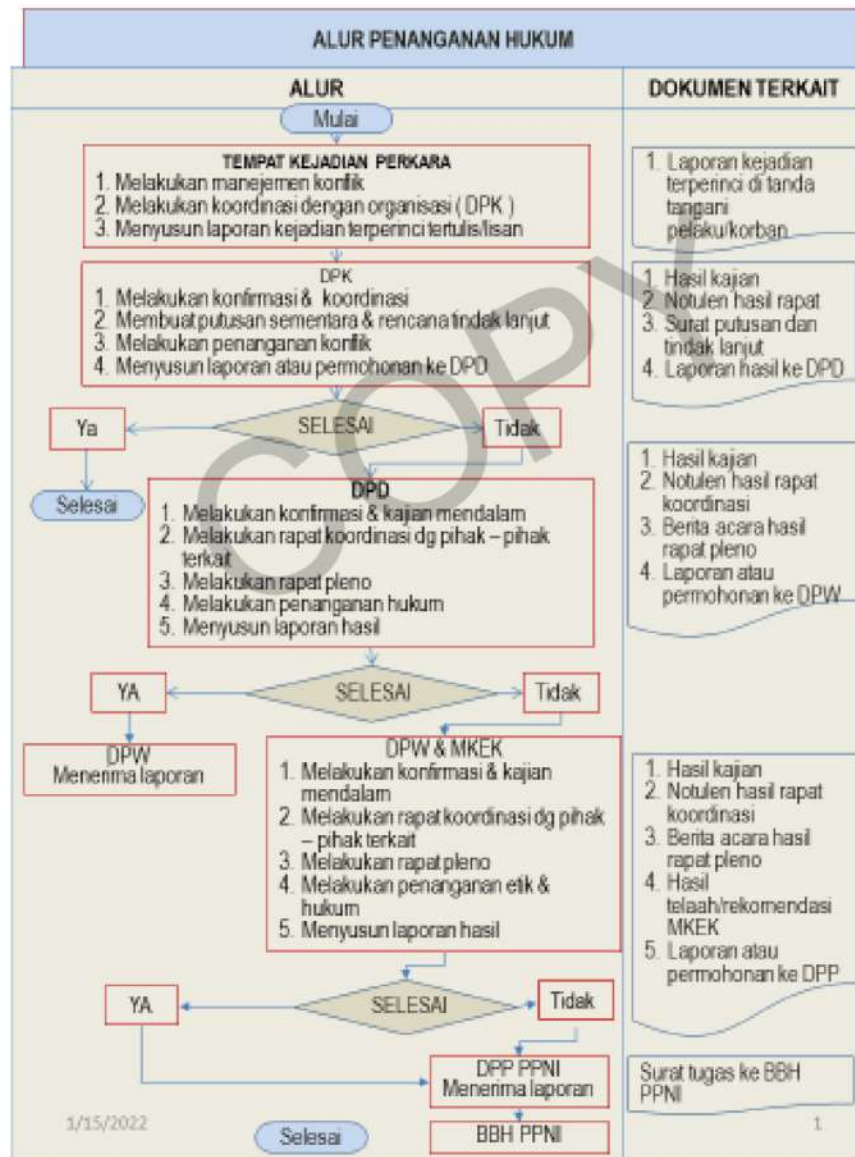 ALUR PENANGANAN HUKUM
ALUR
DOKUMEN TERKAIT
Mulai
TEMPAT KEJADIAN PERKARA
1. Melakukan manejemen konflik
2. Melakukan koordinasi dengan organisasi ( DPK )
3. Menyusun laporan kejadian terperinci tertulis/lisan
1. Laporan kejadian
terperinci di tanda
tangani
pelaku/korban
DPK
1. Melakukan konfirmasi & koordinasi
2. Membuat putusan sementara & rencana tindak lanjut
3. Melakukan penanganan konflik
4. Menyusun laporan atau permohonan ke DPD
1. Hasil kajian
2. Notulen hasil rapat
3. Surat putusan dan
tindak lanjut
4. Laporan hasil ke DPD
Ya
SELESAI
Tidak
Selesai
DPD
1. Melakukan konfirmasi & kajian mendalam
2. Melakukan rapat koordinasi dg pihak – pihak
terkait
3. Melakukan rapat pleno
4. Melakukan penanganan hukum
5. Menyusun laporan hasil
1. Hasil kajian
2. Notulen hasil rapat
koordinasi
3. Berita acara hasil
rapat pleno
4. Laporan atau
permohonan ke DPW
YA
SELESAI
Tidak
DPW
Menerima laporan
DPW & MKEK
1. Melakukan konfirmasi & kajian
mendalam
2. Melakukan rapat koordinasi dg pihak
– pihak terkait
3. Melakukan rapat pleno
4. Melakukan penanganan etik &
hukum
5. Menyusun laporan hasil
1. Hasil kajian
2. Notulen hasil rapat
koordinasi
3. Berita acara hasil
rapat pleno
4. Hasil
telaah/rekomendasi
MKEK
5. Laporan atau
permohonan ke DPP
YA
SELESAI
Tidak
DPP PPNI
Menerima laporan
Surat tugas ke BBH
PPNI
BBH PPNI
Selesai
1/15/2022
1
COPY